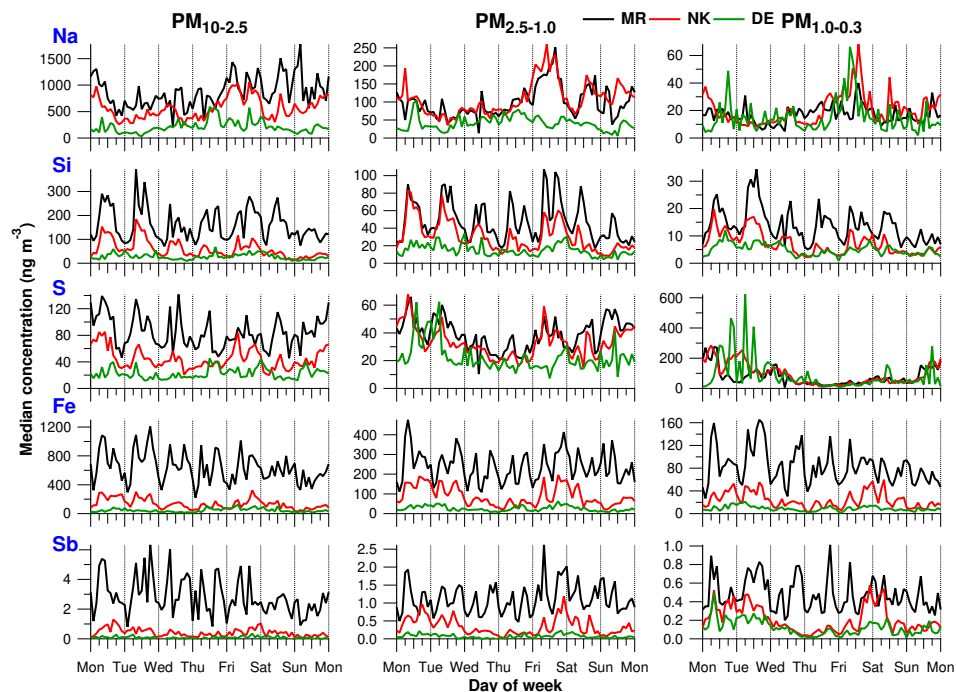 PM10-2.5 PM2.5-1.0 MR NK DE PM1.0-0.3
Na
1500 1000 500 0
250 200 150 100 50 0
60 40 20 0
Si
300 200 100 0
100 80 60 40 20 0
30 20 10 0
S
120 80 40 0
60 40 20 0
600 400 200 0
Fe
1200 800 400 0
400 300 200 100 0
160 120 80 40 0
Sb
4 2 0
2.5 2.0 1.5 1.0 0.5 0.0
1.0 0.8 0.6 0.4 0.2 0.0
Median concentration (ng m-3)
Mon Tue Wed Thu Fri Sat Sun Mon
Mon Tue Wed Thu Fri Sat Sun Mon
Mon Tue Wed Thu Fri Sat Sun Mon
Day of week